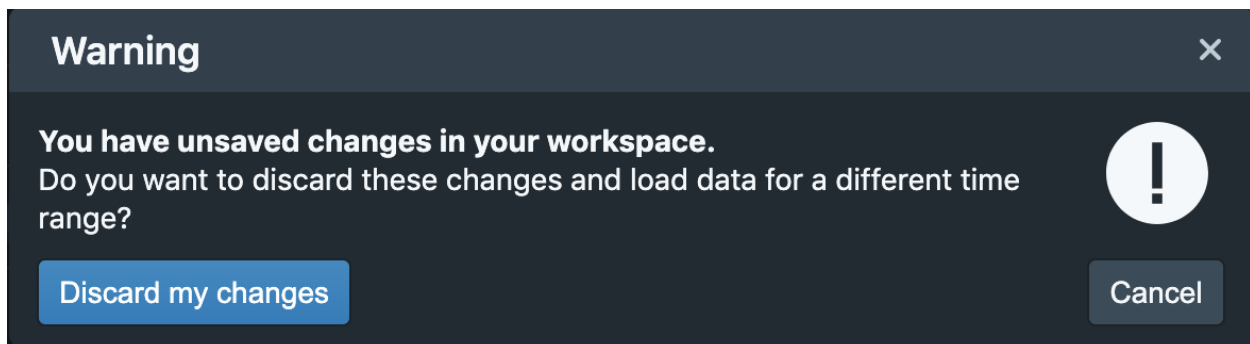 Warning
You have unsaved changes in your workspace.
Do you want to discard these changes and load data for a different time
range?
Discard my changes
Cancel